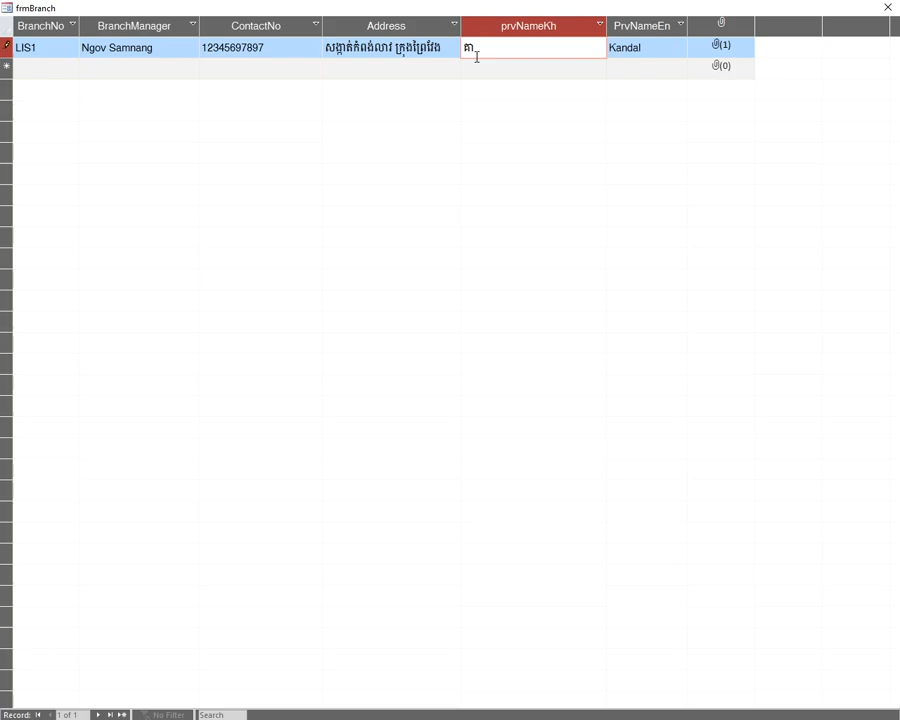 frmBranch
BranchNo BranchManager ContactNo Address prvNameKh PrvNameEn
LIS1 Ngov Samnang 12345697897 សង្កាត់កំពង់លាវ ក្រុងព្រៃវែង គា Kandal (1)
(0)
Record: 1 of 1 No Filter Search